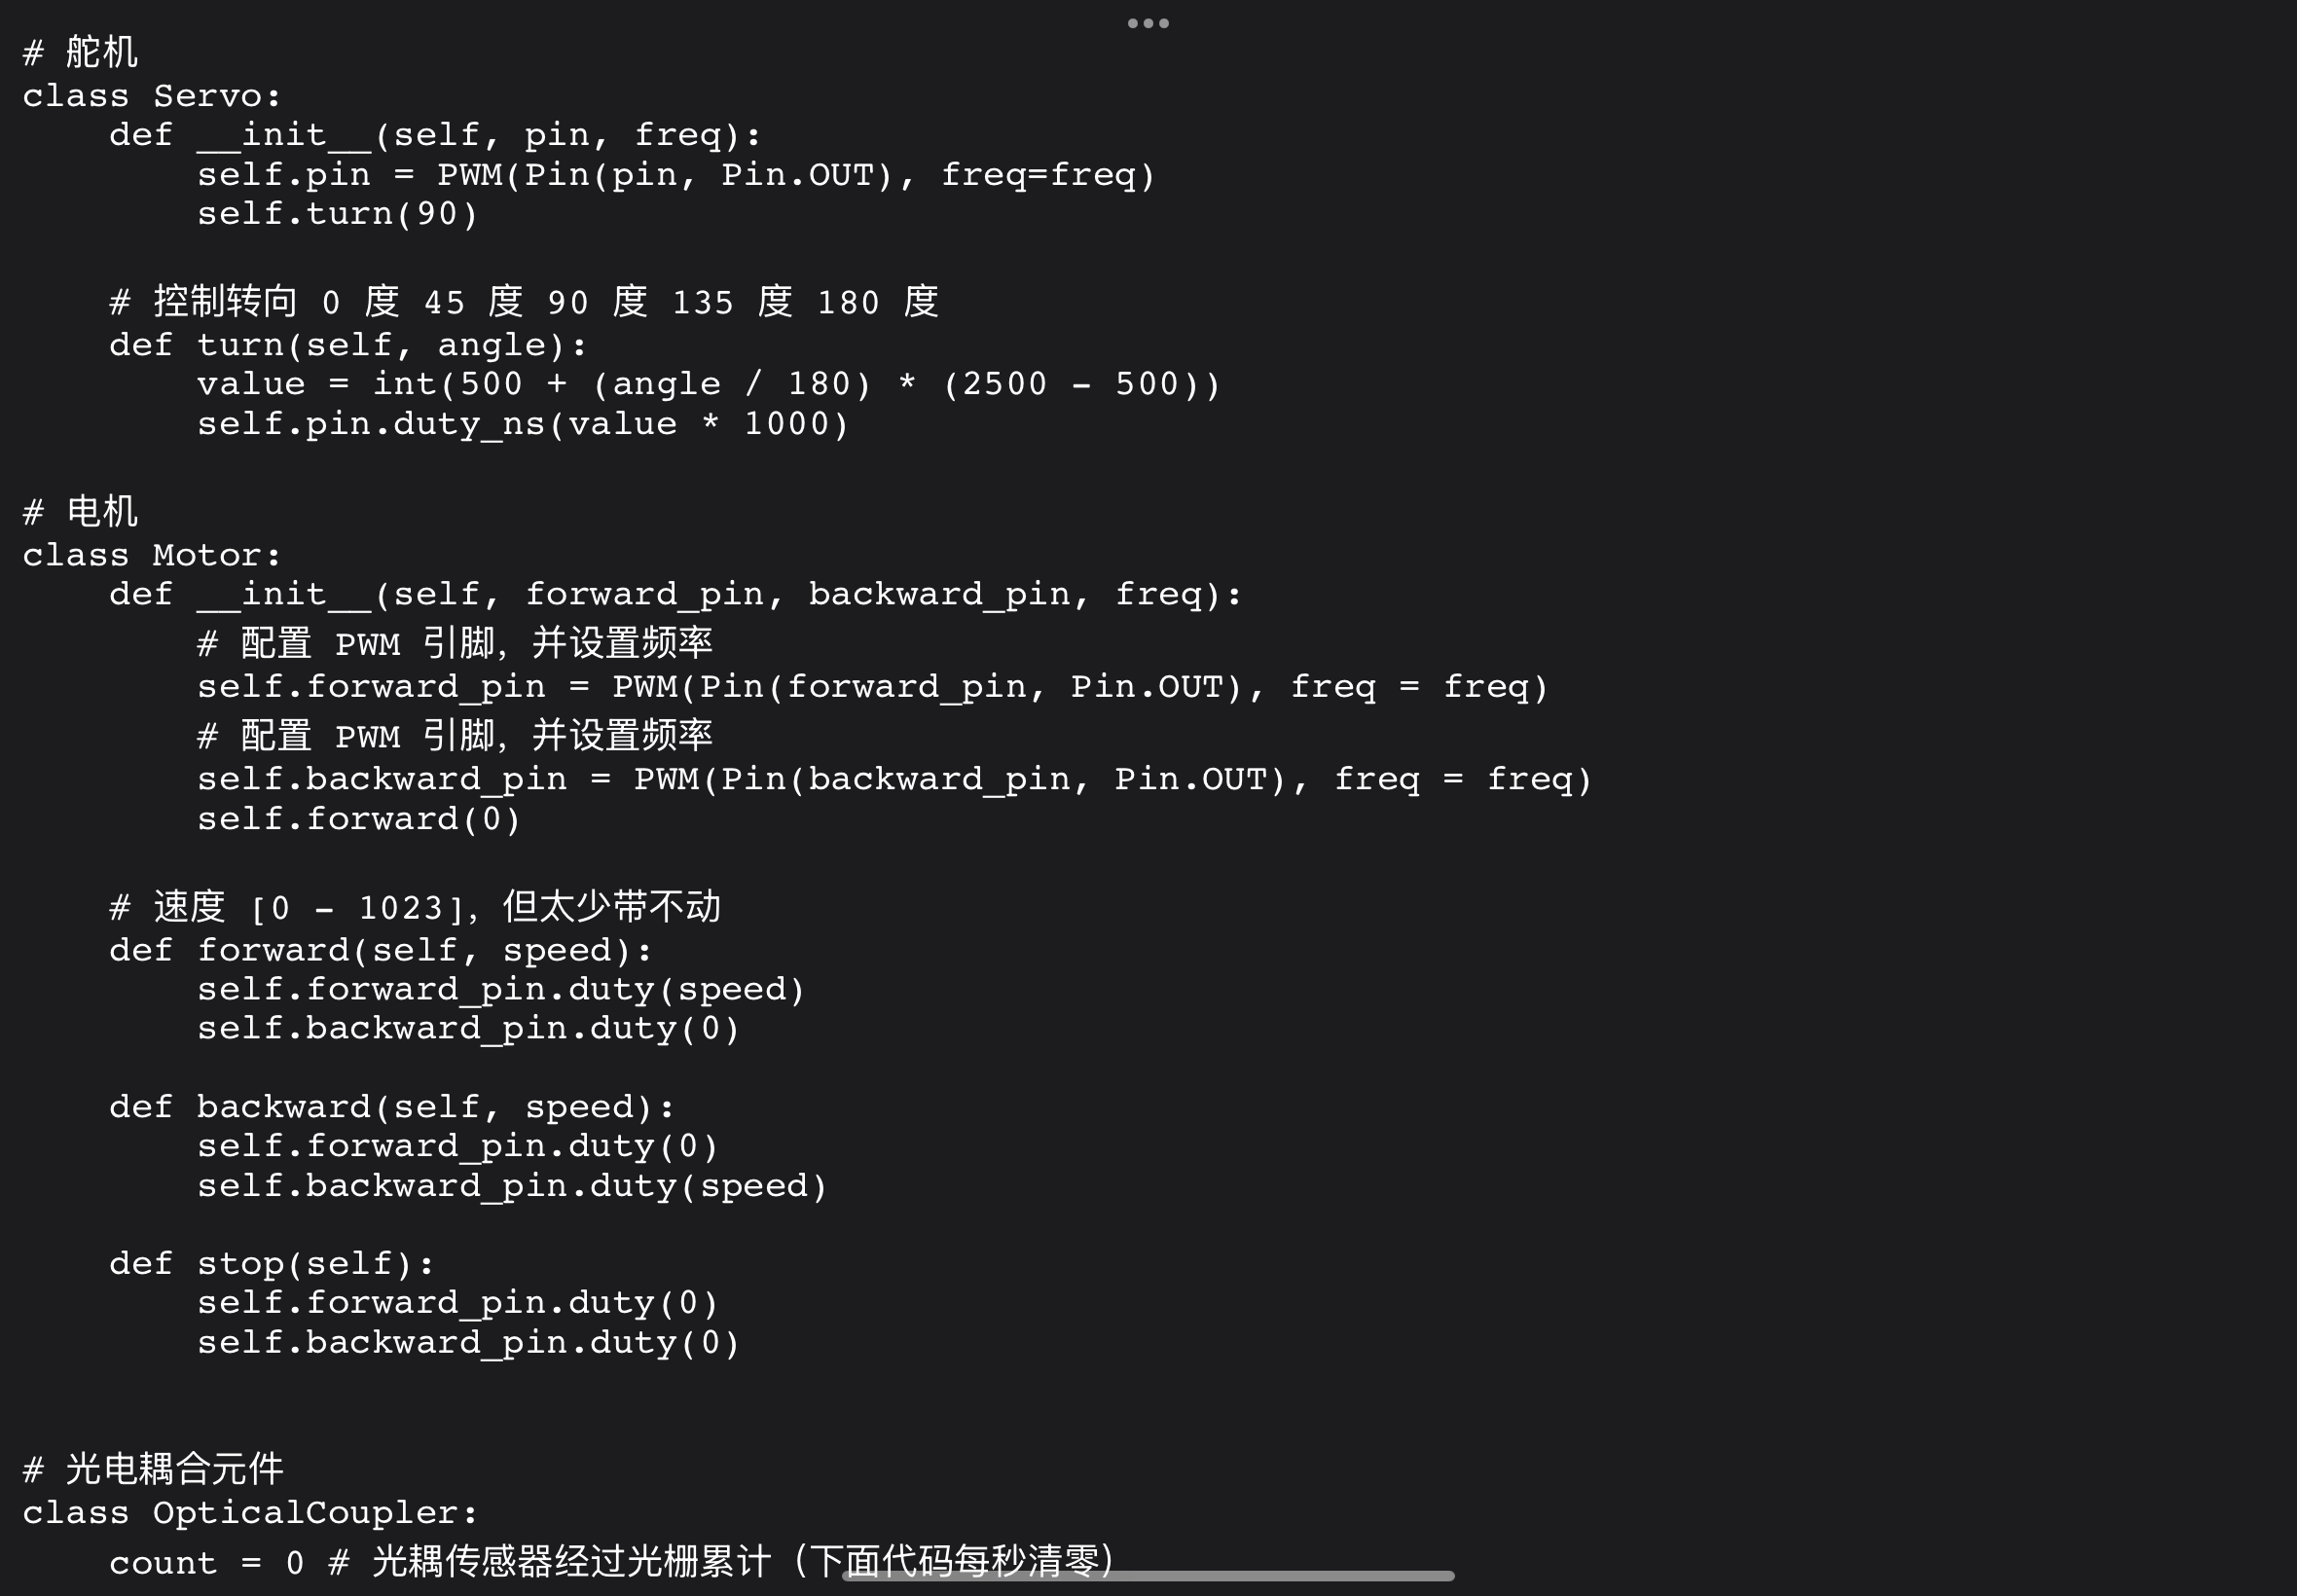 # 舵机
class Servo:
    def __init__(self, pin, freq):
        self.pin = PWM(Pin(pin, Pin.OUT), freq=freq)
        self.turn(90)
    # 控制转向 0 度 45 度 90 度 135 度 180 度
    def turn(self, angle):
        value = int(500 + (angle / 180) * (2500 - 500))
        self.pin.duty_ns(value * 1000)
# 电机
class Motor:
    def __init__(self, forward_pin, backward_pin, freq):
        # 配置 PWM 引脚，并设置频率
        self.forward_pin = PWM(Pin(forward_pin, Pin.OUT), freq = freq)
        # 配置 PWM 引脚，并设置频率
        self.backward_pin = PWM(Pin(backward_pin, Pin.OUT), freq = freq)
        self.forward(0)
    # 速度 [0 - 1023]，但太少带不动
    def forward(self, speed):
        self.forward_pin.duty(speed)
        self.backward_pin.duty(0)
    def backward(self, speed):
        self.forward_pin.duty(0)
        self.backward_pin.duty(speed)
    def stop(self):
        self.forward_pin.duty(0)
        self.backward_pin.duty(0)
# 光电耦合元件
class OpticalCoupler:
    count = 0 # 光耦传感器经过光栅累计（下面代码每秒清零）